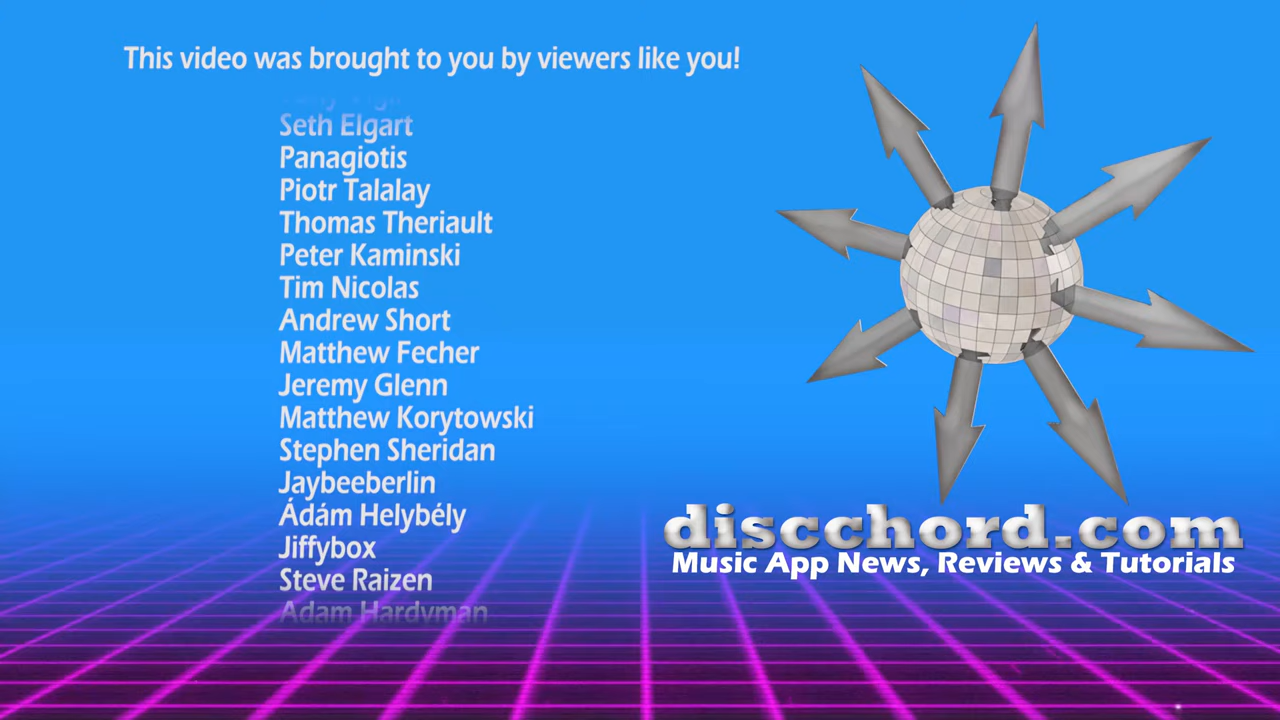 This video was brought to you by viewers like you!
Seth Elgart
Panagiotis
Piotr Talalay
Thomas Theriault
Peter Kaminski
Tim Nicolas
Andrew Short
Matthew Fecher
Jeremy Glenn
Matthew Korytowski
Stephen Sheridan
Jaybeeberlin
Ádám Helybély
Jiffybox
Steve Raizen
Adam Hardyman
discchord.com
Music App News, Reviews & Tutorials